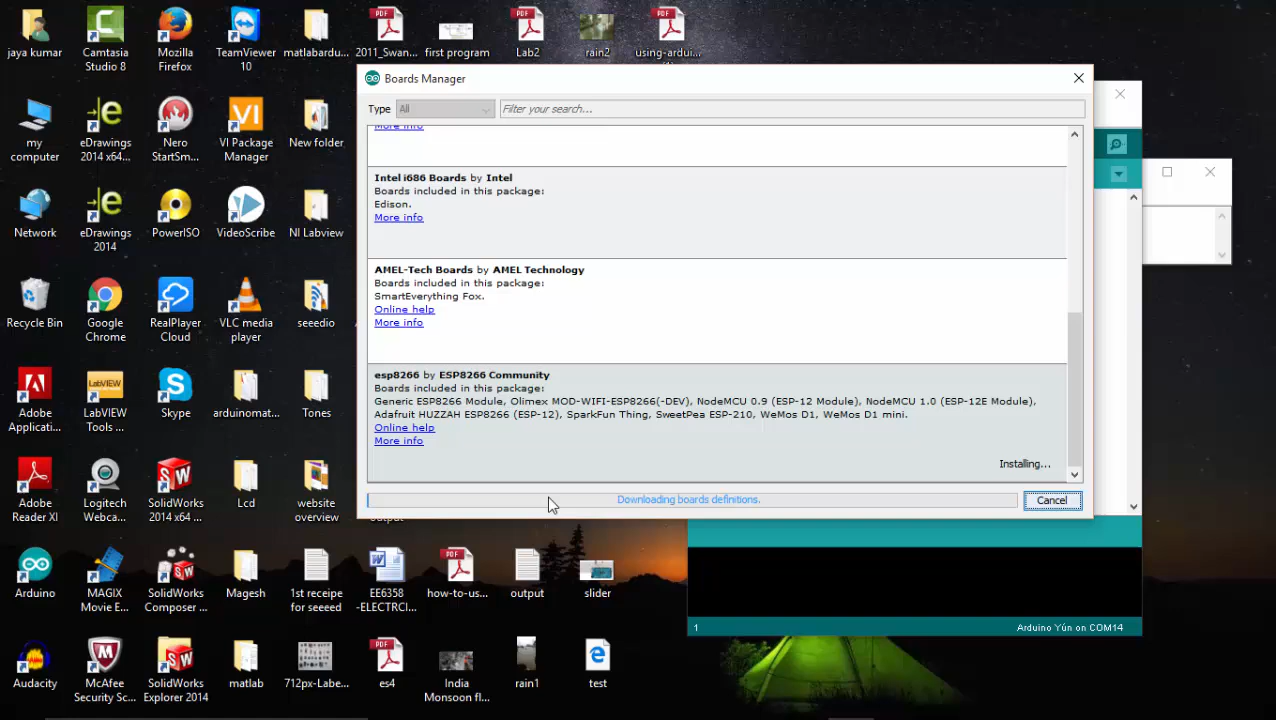 jaya kumar
Camtasia
Studio 8
Mozilla
Firefox
TeamViewer
10
matlabardu...
2011_Swan...
first program
Lab2
rain2
using-ardui...
my
computer
eDrawings
2014 x64...
Nero
StartSm...
VI
VI Package
Manager
New folder
Network
eDrawings
2014
PowerISO
VideoScribe
NI Labview
Recycle Bin
Google
Chrome
RealPlayer
Cloud
VLC media
player
seeedio
Adobe
Applicati...
LabVIEW
LabVIEW
Tools ...
Skype
arduinomat...
Tones
Adobe
Reader XI
Logitech
Webca...
SolidWorks
2014 x64 ...
Lcd
website
overview
output
Arduino
MAGIX
Movie E...
SolidWorks
Composer ...
Magesh
1st receipe
for seeeed
EE6358
-ELECTRCI...
how-to-us...
output
slider
Audacity
McAfee
Security Sc...
SolidWorks
Explorer 2014
matlab
712px-Labe...
es4
India
Monsoon fl...
rain1
test
Boards Manager
Type All Filter your search...
More info
Intel i686 Boards by Intel
Boards included in this package:
Edison.
More info
AMEL-Tech Boards by AMEL Technology
Boards included in this package:
SmartEverything Fox.
Online help
More info
esp8266 by ESP8266 Community
Boards included in this package:
Generic ESP8266 Module, Olimex MOD-WIFI-ESP8266(-DEV), NodeMCU 0.9 (ESP-12 Module), NodeMCU 1.0 (ESP-12E Module),
Adafruit HUZZAH ESP8266 (ESP-12), SparkFun Thing, SweetPea ESP-210, WeMos D1, WeMos D1 mini.
Online help
More info
Installing...
Downloading boards definitions.
Cancel
1 Arduino Yún on COM14